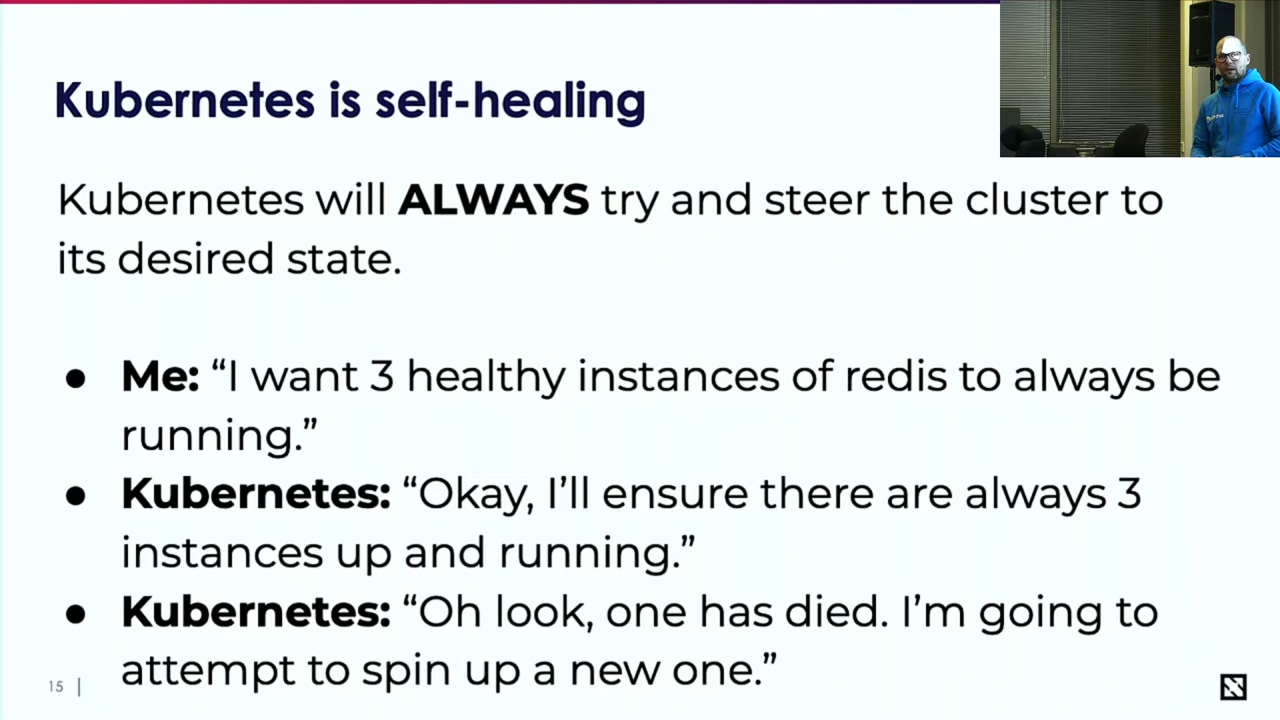 Kubernetes is self-healing
Kubernetes will ALWAYS try and steer the cluster to
its desired state.
● Me: “I want 3 healthy instances of redis to always be
running.”
● Kubernetes: “Okay, I’ll ensure there are always 3
instances up and running.”
● Kubernetes: “Oh look, one has died. I’m going to
attempt to spin up a new one.”
15 |